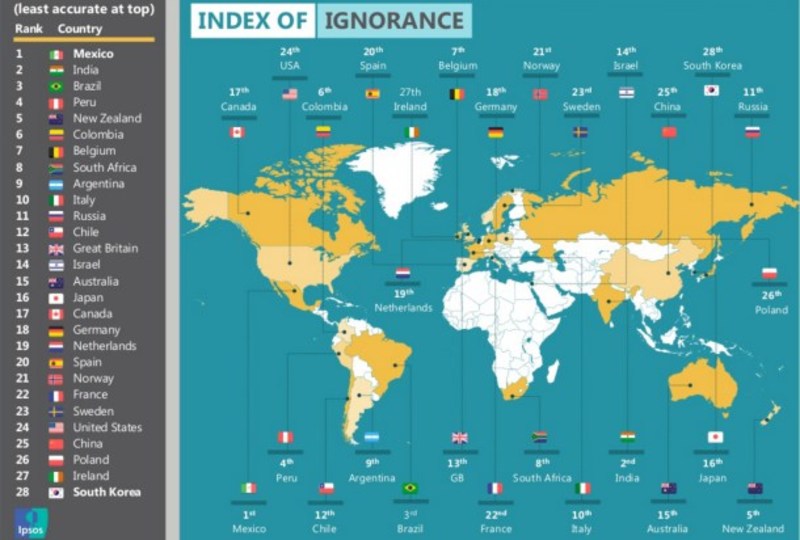 (least accurate at top)
Rank Country
1 Mexico
2 India
3 Brazil
4 Peru
5 New Zealand
6 Colombia
7 Belgium
8 South Africa
9 Argentina
10 Italy
11 Russia
12 Chile
13 Great Britain
14 Israel
15 Australia
16 Japan
17 Canada
18 Germany
19 Netherlands
20 Spain
21 Norway
22 France
23 Sweden
24 United States
25 China
26 Poland
27 Ireland
28 South Korea
Ipsos
INDEX OF IGNORANCE
24th
USA
20th
Spain
7th
Belgium
21st
Norway
14th
Israel
28th
South Korea
17th
Canada
6th
Colombia
27th
Ireland
18th
Germany
23rd
Sweden
25th
China
11th
Russia
19th
Netherlands
26th
Poland
4th
Peru
9th
Argentina
13th
GB
8th
South Africa
2nd
India
16th
Japan
1st
Mexico
12th
Chile
3rd
Brazil
22nd
France
10th
Italy
15th
Australia
5th
New Zealand